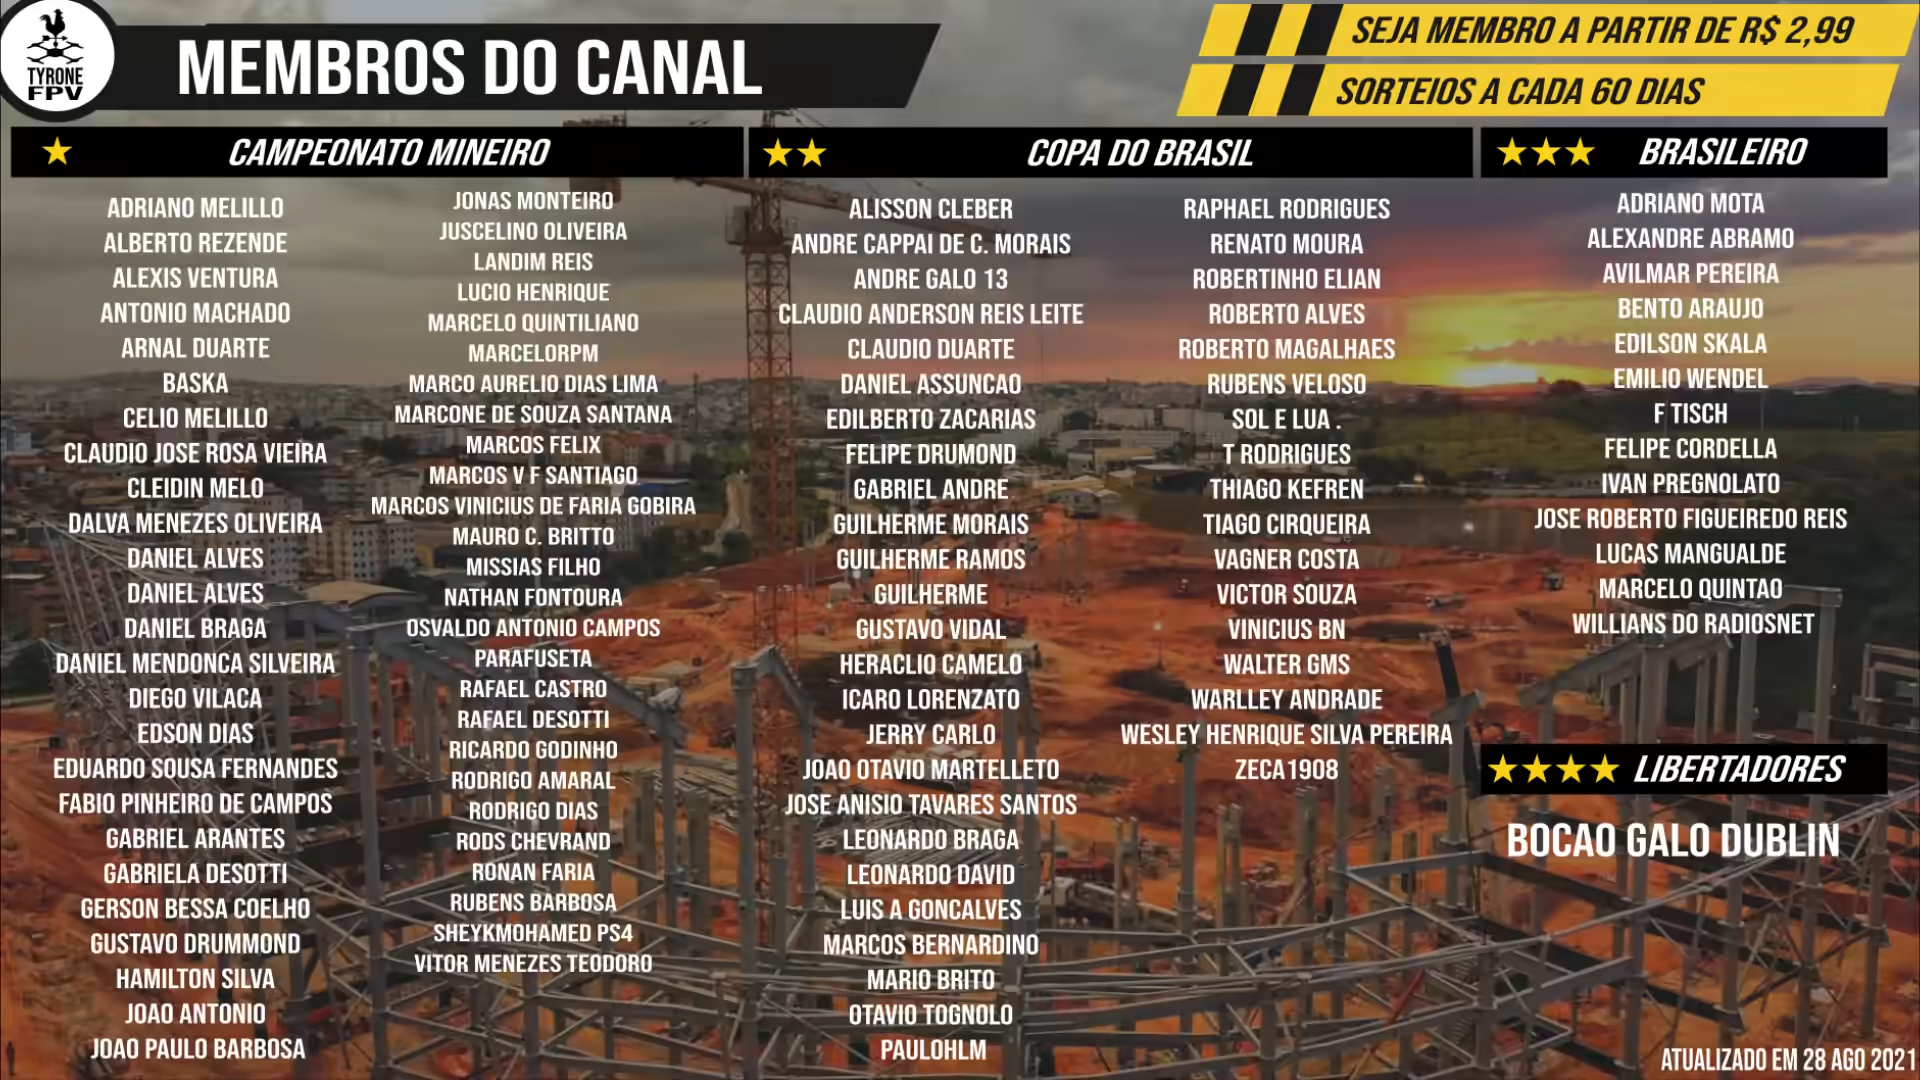 TYRONE
FPV
MEMBROS DO CANAL
SEJA MEMBRO A PARTIR DE R$ 2,99
SORTEIOS A CADA 60 DIAS
CAMPEONATO MINEIRO
ADRIANO MELILLO
ALBERTO REZENDE
ALEXIS VENTURA
ANTONIO MACHADO
ARNAL DUARTE
BASKA
CELIO MELILLO
CLAUDIO JOSE ROSA VIEIRA
CLEIDIN MELO
DALVA MENEZES OLIVEIRA
DANIEL ALVES
DANIEL ALVES
DANIEL BRAGA
DANIEL MENDONCA SILVEIRA
DIEGO VILACA
EDSON DIAS
EDUARDO SOUSA FERNANDES
FABIO PINHEIRO DE CAMPOS
GABRIEL ARANTES
GABRIELA DESOTTI
GERSON BESSA COELHO
GUSTAVO DRUMMOND
HAMILTON SILVA
JOAO ANTONIO
JOAO PAULO BARBOSA
JONAS MONTEIRO
JUSCELINO OLIVEIRA
LANDIM REIS
LUCIO HENRIQUE
MARCELO QUINTILIANO
MARCELORPM
MARCO AURELIO DIAS LIMA
MARCONE DE SOUZA SANTANA
MARCOS FELIX
MARCOS V F SANTIAGO
MARCOS VINICIUS DE FARIA GOBIRA
MAURO C. BRITTO
MISSIAS FILHO
NATHAN FONTOURA
OSVALDO ANTONIO CAMPOS
PARAFUSETA
RAFAEL CASTRO
RAFAEL DESOTTI
RICARDO GODINHO
RODRIGO AMARAL
RODRIGO DIAS
RODS CHEVRAND
RONAN FARIA
RUBENS BARBOSA
SHEYKMOHAMED PS4
VITOR MENEZES TEODORO
COPA DO BRASIL
ALISSON CLEBER
ANDRE CAPPAI DE C. MORAIS
ANDRE GALO 13
CLAUDIO ANDERSON REIS LEITE
CLAUDIO DUARTE
DANIEL ASSUNCAO
EDILBERTO ZACARIAS
FELIPE DRUMOND
GABRIEL ANDRE
GUILHERME MORAIS
GUILHERME RAMOS
GUILHERME
GUSTAVO VIDAL
HERACLIO CAMELO
ICARO LORENZATO
JERRY CARLO
JOAO OTAVIO MARTELLETO
JOSE ANISIO TAVARES SANTOS
LEONARDO BRAGA
LEONARDO DAVID
LUIS A GONCALVES
MARCOS BERNARDINO
MARIO BRITO
OTAVIO TOGNOLO
PAULOHLM
RAPHAEL RODRIGUES
RENATO MOURA
ROBERTINHO ELIAN
ROBERTO ALVES
ROBERTO MAGALHAES
RUBENS VELOSO
SOL E LUA .
T RODRIGUES
THIAGO KEFREN
TIAGO CIRQUEIRA
VAGNER COSTA
VICTOR SOUZA
VINICIUS BN
WALTER GMS
WARLLEY ANDRADE
WESLEY HENRIQUE SILVA PEREIRA
ZECA1908
BRASILEIRO
ADRIANO MOTA
ALEXANDRE ABRAMO
AVILMAR PEREIRA
BENTO ARAUJO
EDILSON SKALA
EMILIO WENDEL
F TISCH
FELIPE CORDELLA
IVAN PREGNOLATO
JOSE ROBERTO FIGUEIREDO REIS
LUCAS MANGUALDE
MARCELO QUINTAO
WILLIANS DO RADIOSNET
LIBERTADORES
BOCAO GALO DUBLIN
ATUALIZADO EM 28 AGO 2021